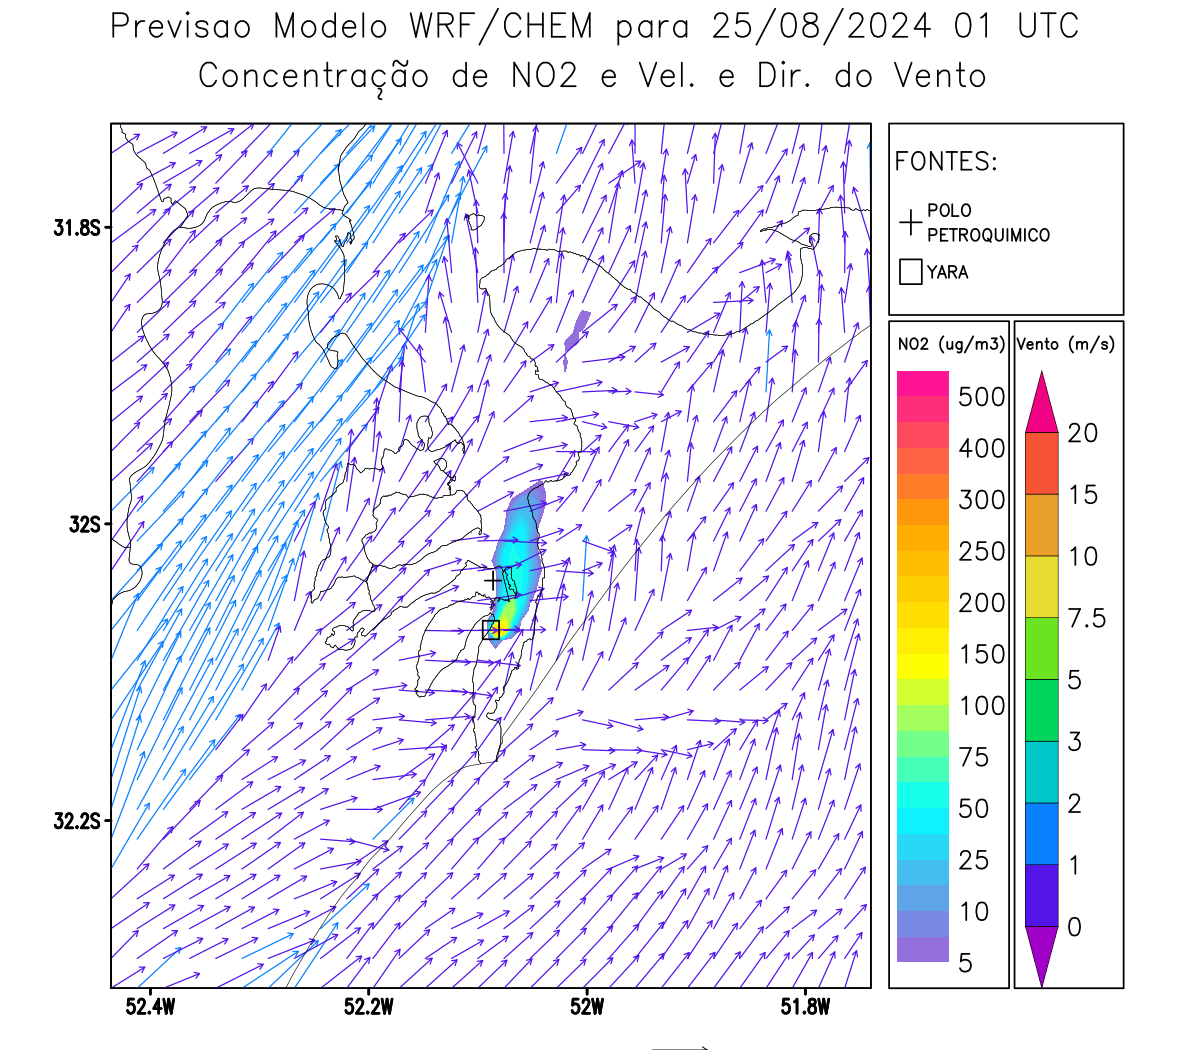 Previsao Modelo WRF/CHEM para 25/08/2024 01 UTC
Concentração de NO2 e Vel. e Dir. do Vento
FONTES:
POLO
PETROQUIMICO
YARA
NO2 (ug/m3)
500
400
300
250
200
150
100
75
50
25
10
5
Vento (m/s)
20
15
10
7.5
5
3
2
1
0
31.8S
32S
32.2S
52.4W
52.2W
52W
51.8W